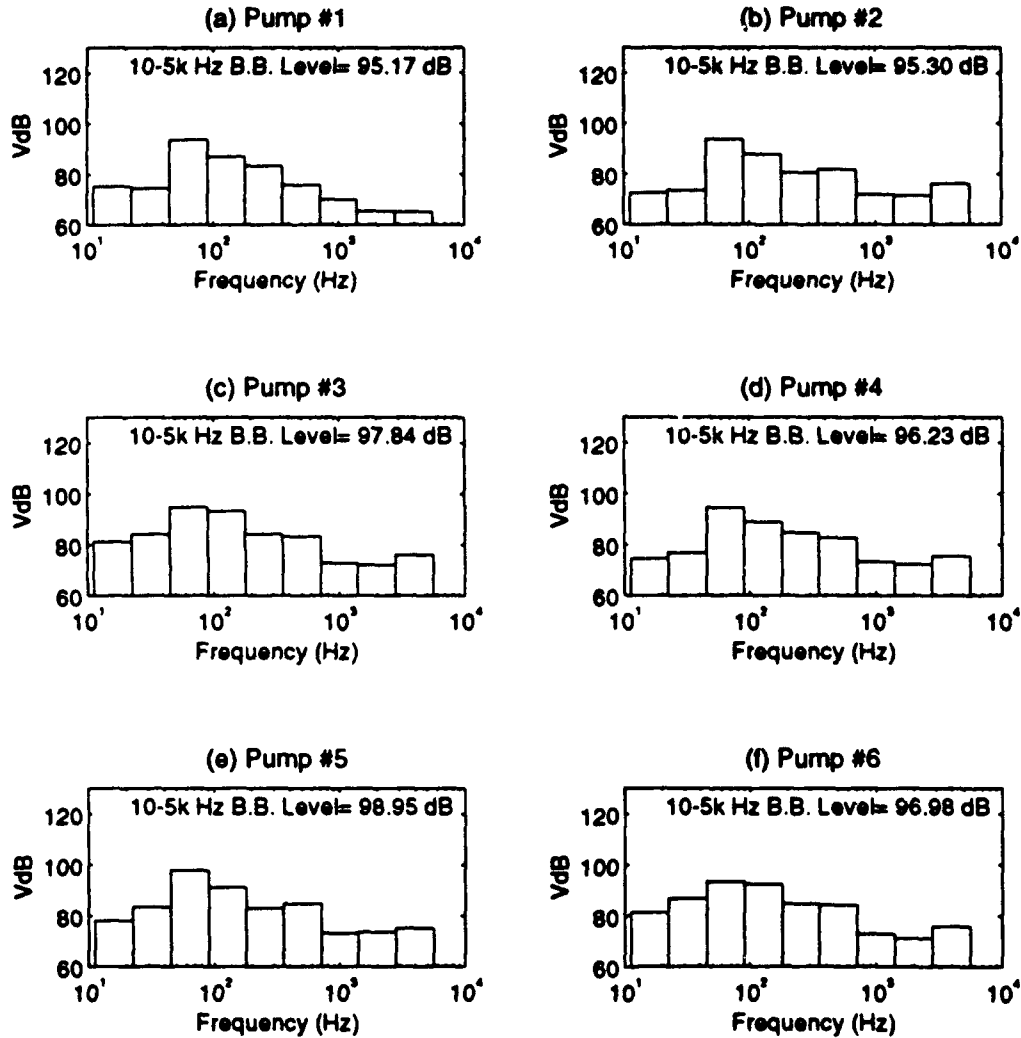 (a) Pump #1
10-5k Hz B.B. Level= 95.17 dB
VdB
120
100
80
60
10¹ 10² 10³ 10⁴
Frequency (Hz)
(b) Pump #2
10-5k Hz B.B. Level= 95.30 dB
VdB
120
100
80
60
10¹ 10² 10³ 10⁴
Frequency (Hz)
(c) Pump #3
10-5k Hz B.B. Level= 97.84 dB
VdB
120
100
80
60
10¹ 10² 10³ 10⁴
Frequency (Hz)
(d) Pump #4
10-5k Hz B.B. Level= 96.23 dB
VdB
120
100
80
60
10¹ 10² 10³ 10⁴
Frequency (Hz)
(e) Pump #5
10-5k Hz B.B. Level= 98.95 dB
VdB
120
100
80
60
10¹ 10² 10³ 10⁴
Frequency (Hz)
(f) Pump #6
10-5k Hz B.B. Level= 96.98 dB
VdB
120
100
80
60
10¹ 10² 10³ 10⁴
Frequency (Hz)